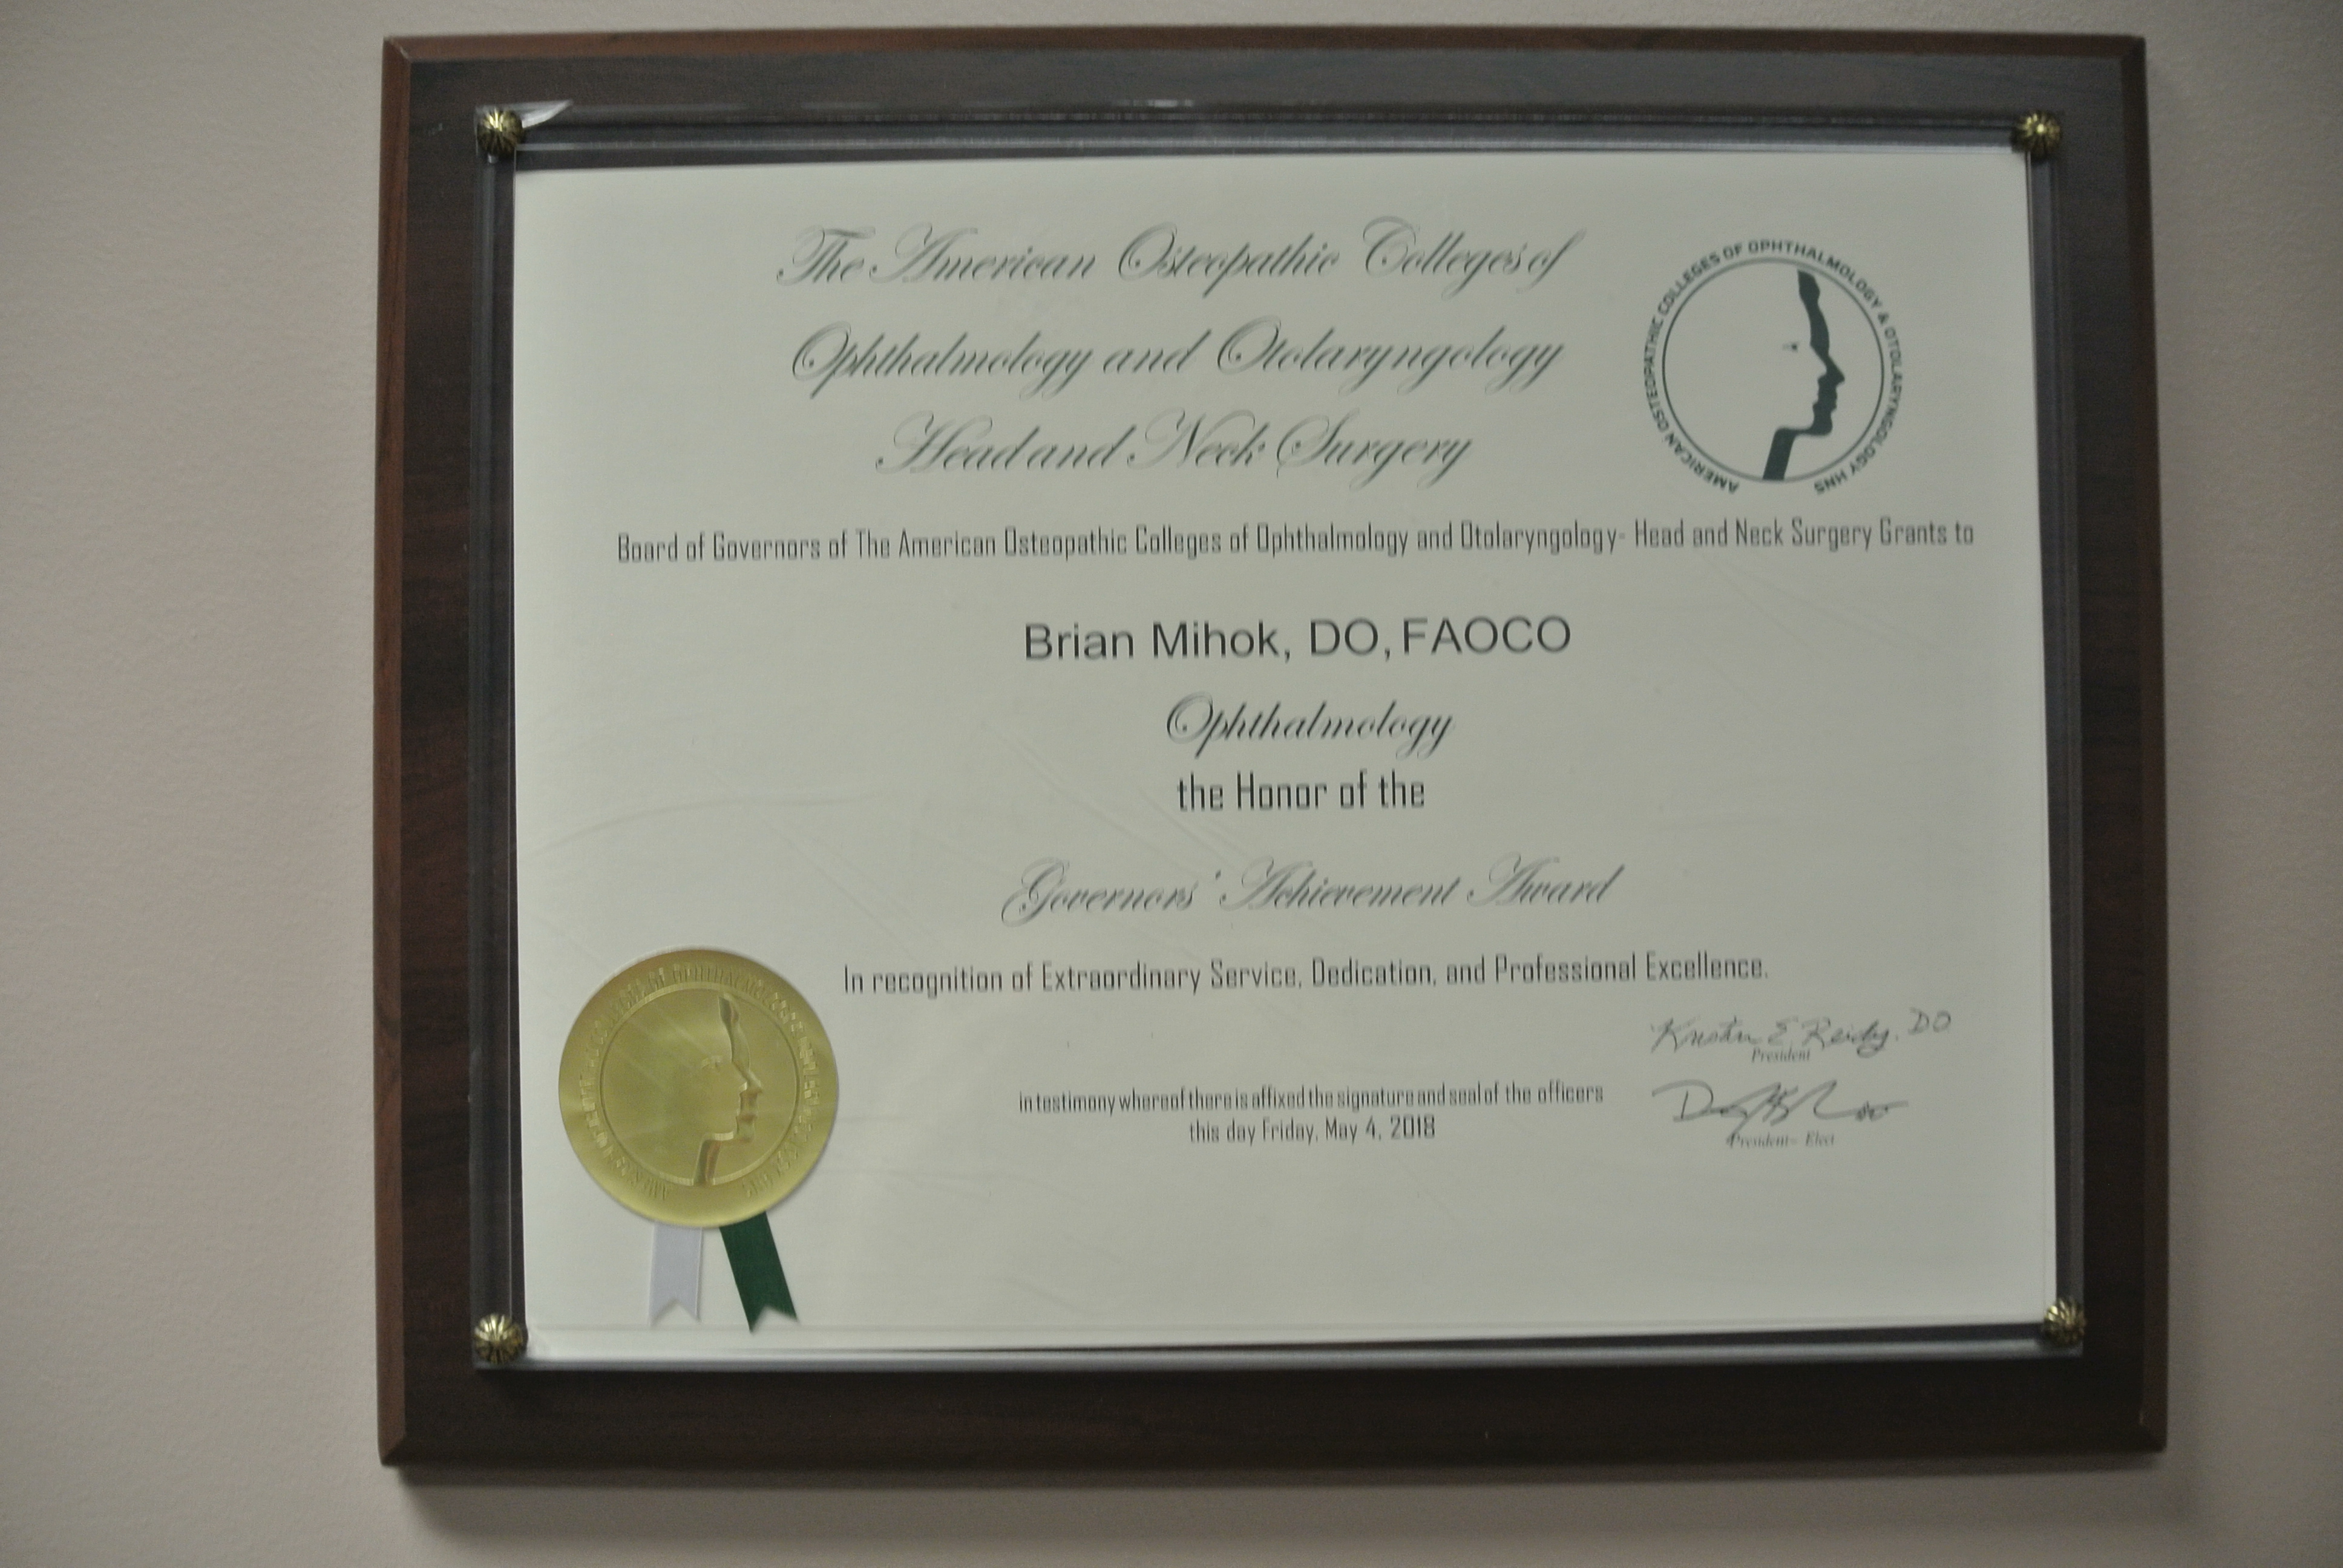 The American Osteopathic Colleges of
Ophthalmology and Otolaryngology
Head and Neck Surgery
AMERICAN OSTEOPATHIC COLLEGES OF OPHTHALMOLOGY & OTOLARYNGOLOGY HNS
Board of Governors of The American Osteopathic Colleges of Ophthalmology and Otolaryngology- Head and Neck Surgery Grants to
Brian Mihok, DO, FAOCO
Ophthalmology
the Honor of the
Governors' Achievement Award
In recognition of Extraordinary Service, Dedication, and Professional Excellence.
E Reidy, DO
President
in testimony whereof there is affixed the signature and seal of the officers
this day Friday, May 4, 2018
President- Elect